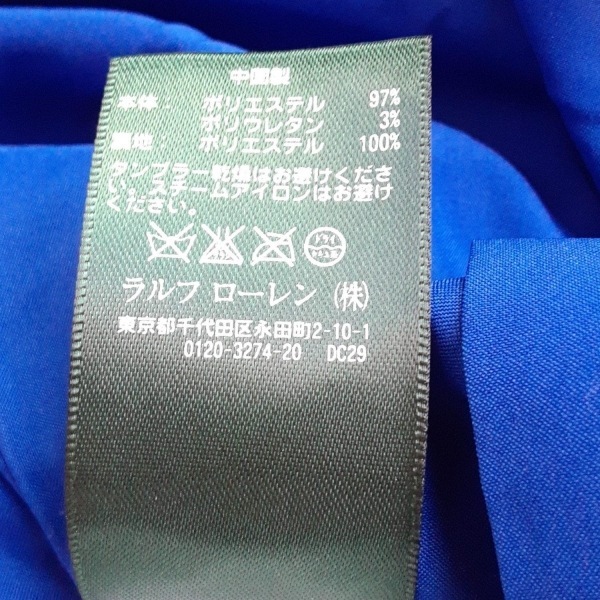 中国製
本体: ポリエステル 97%
ポリウレタン 3%
裏地: ポリエステル 100%
タンブラー乾燥はお避けくださ
い。スチームアイロンはお避け
ください。
ドライ
ラルフ ローレン (株)
東京都千代田区永田町2-10-1
0120-3274-20 DC29